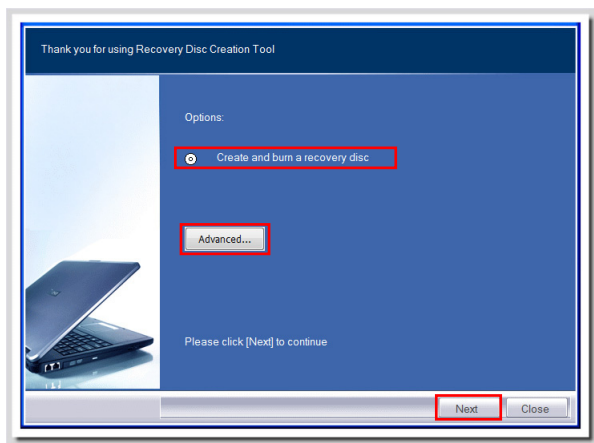 Thank you for using Recovery Disc Creation Tool
Options:
Create and burn a recovery disc
Advanced...
Please click [Next] to continue
Next Close